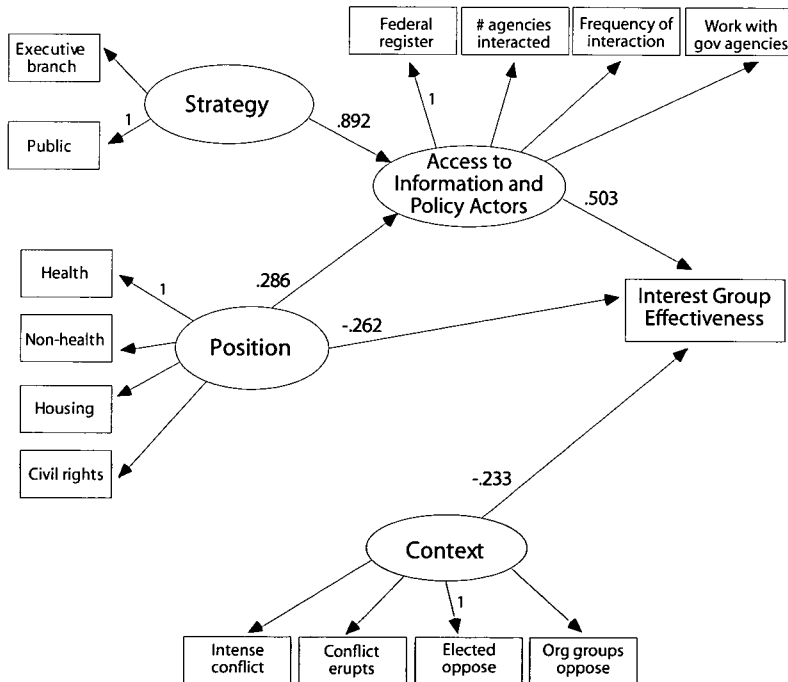 Federal
register
# agencies
interacted
Frequency of
interaction
Work with
gov agencies
Executive
branch
Strategy
1
Public
.892
1
Access to
Information and
Policy Actors
.503
Health
1
.286
Interest Group
Effectiveness
Non-health
Position
-.262
Housing
Civil rights
-.233
Context
1
Intense
conflict
Conflict
erupts
Elected
oppose
Org groups
oppose